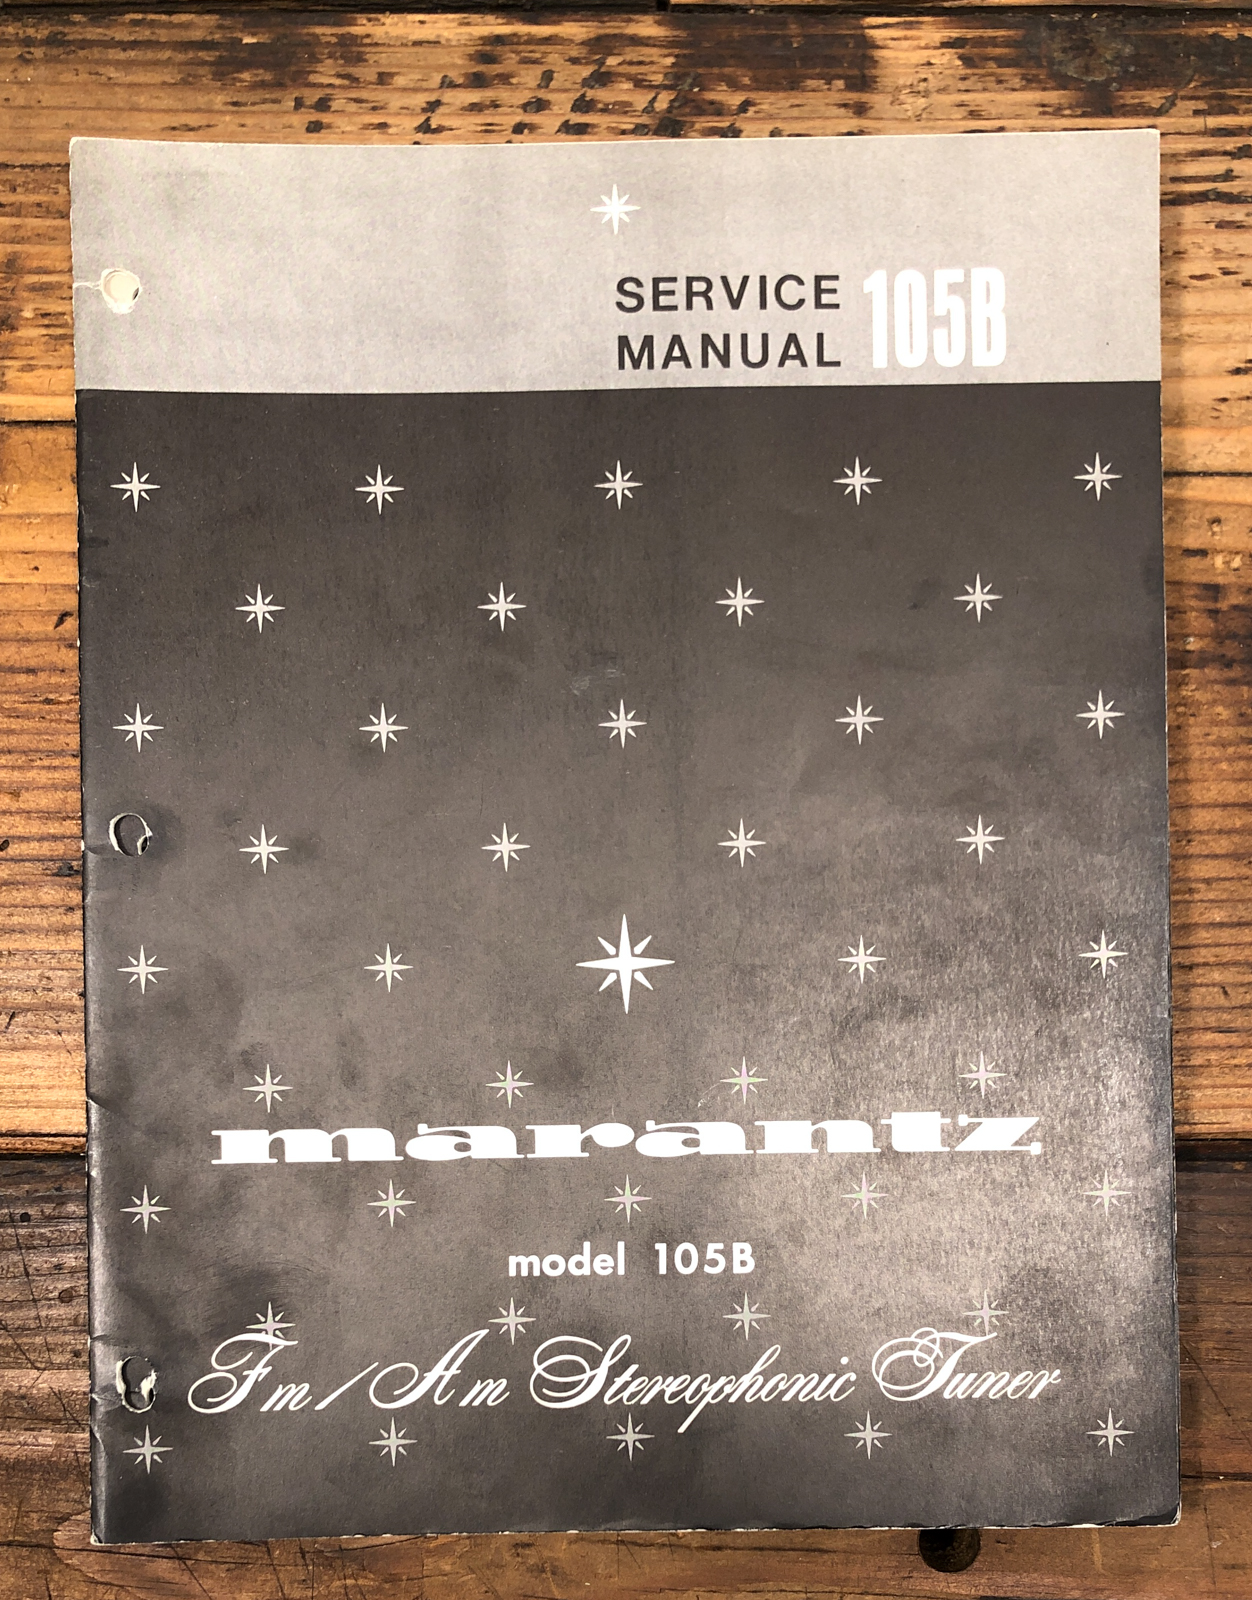 SERVICE 105B
MANUAL
marantz
model 105B
Fm/Am Stereophonic Tuner